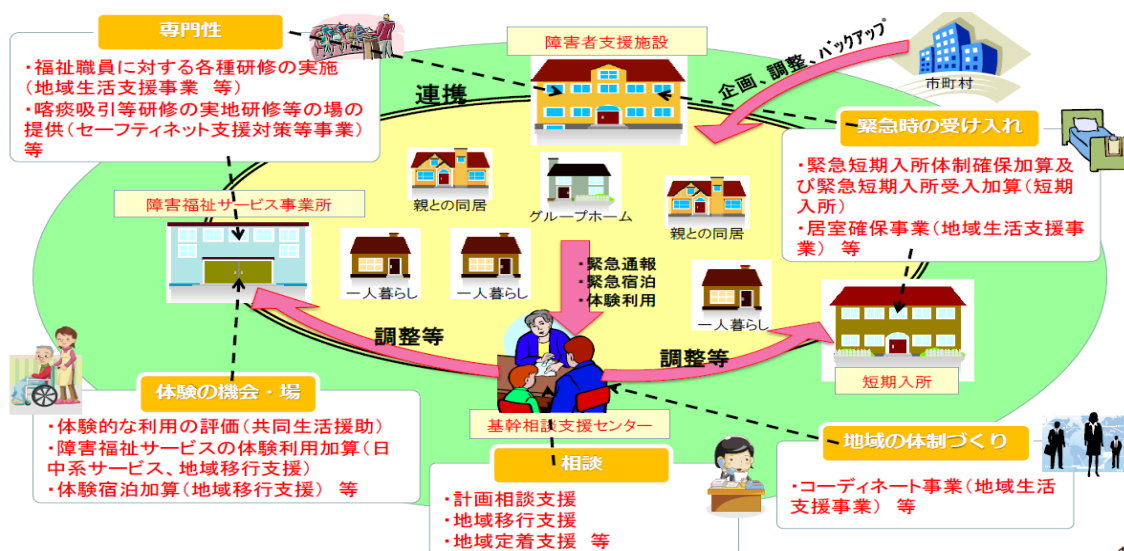 専門性
・福祉職員に対する各種研修の実施
(地域生活支援事業 等)
・喀痰吸引等研修の実地研修等の場の
提供(セーフティネット支援対策等事業)
等
障害者支援施設
企画、調整、バックアップ
市町村
連携
緊急時の受け入れ
・緊急短期入所体制確保加算及
び緊急短期入所受入加算(短期
入所)
・居室確保事業(地域生活支援事
業) 等
障害福祉サービス事業所
親との同居
グループホーム
親との同居
一人暮らし
一人暮らし
・緊急通報
・緊急宿泊
・体験利用
一人暮らし
調整等
調整等
短期入所
体験の機会・場
・体験的な利用の評価(共同生活援助)
・障害福祉サービスの体験利用加算(日
中系サービス、地域移行支援)
・体験宿泊加算(地域移行支援) 等
基幹相談支援センター
相談
・計画相談支援
・地域移行支援
・地域定着支援 等
地域の体制づくり
・コーディネート事業(地域生活
支援事業) 等